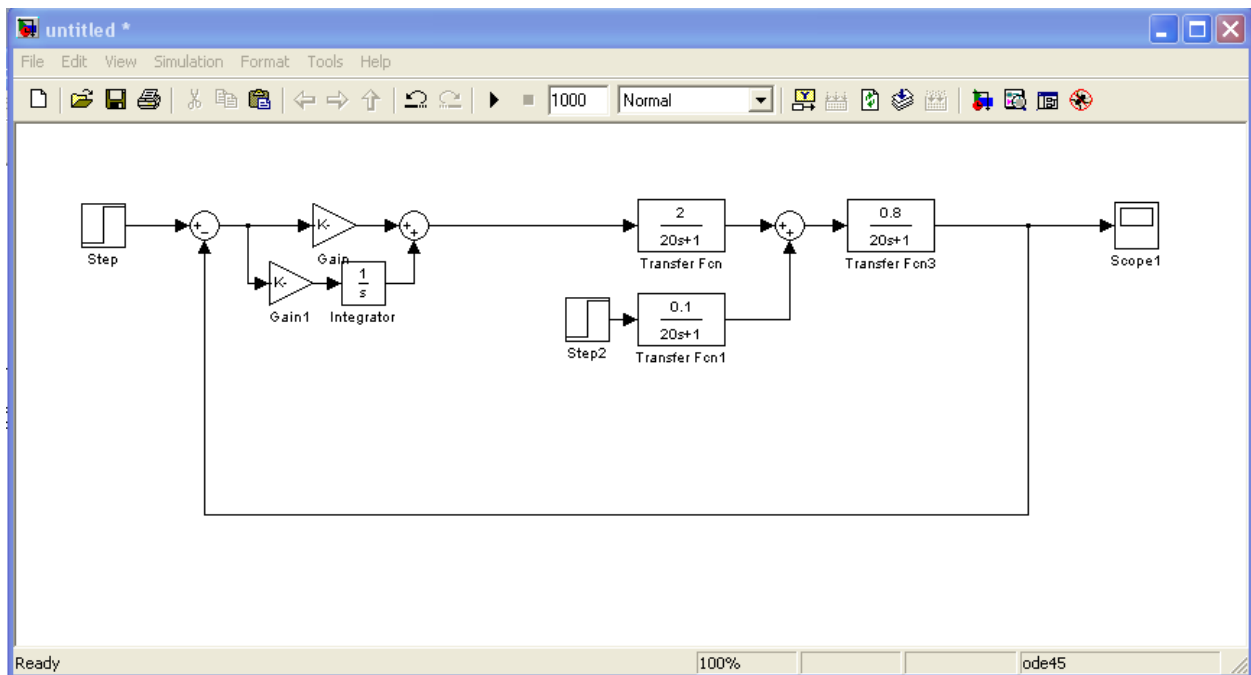 untitled *
File Edit View Simulation Format Tools Help
1000 Normal
Step
+
−
K-
Gain
K-
Gain1
1
s
Integrator
+
+
2
20s+1
Transfer Fcn
+
+
0.8
20s+1
Transfer Fcn3
Scope1
Step2
0.1
20s+1
Transfer Fcn1
Ready 100% ode45